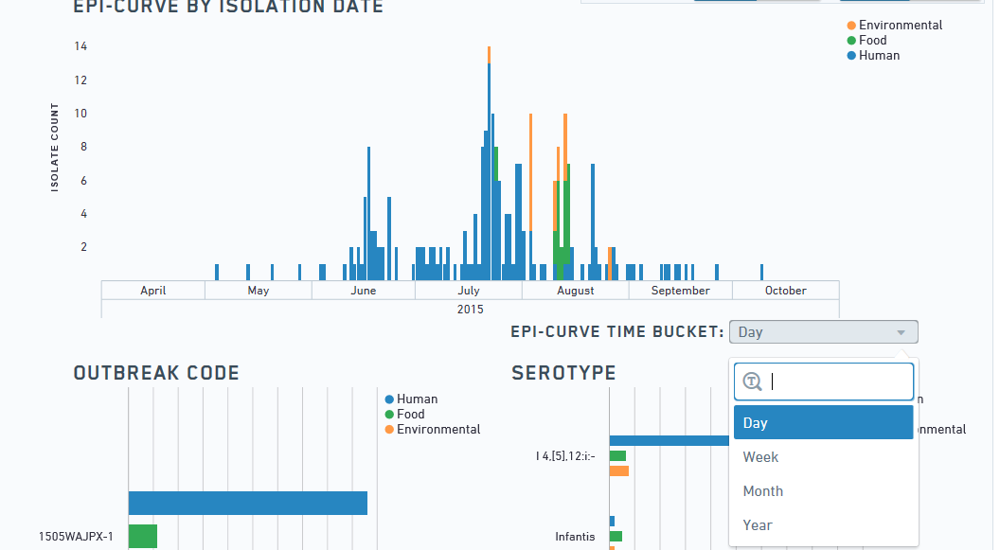 EPI-CURVE BY ISOLATION DATE
Environmental
Food
Human
14
12
10
8
6
4
2
ISOLATE COUNT
April May June July August September October
2015
EPI-CURVE TIME BUCKET: Day
OUTBREAK CODE
Human
Food
Environmental
1505WAJPX-1
SEROTYPE
n
nmental
I 4,[5],12:i:-
Infantis
Day
Week
Month
Year